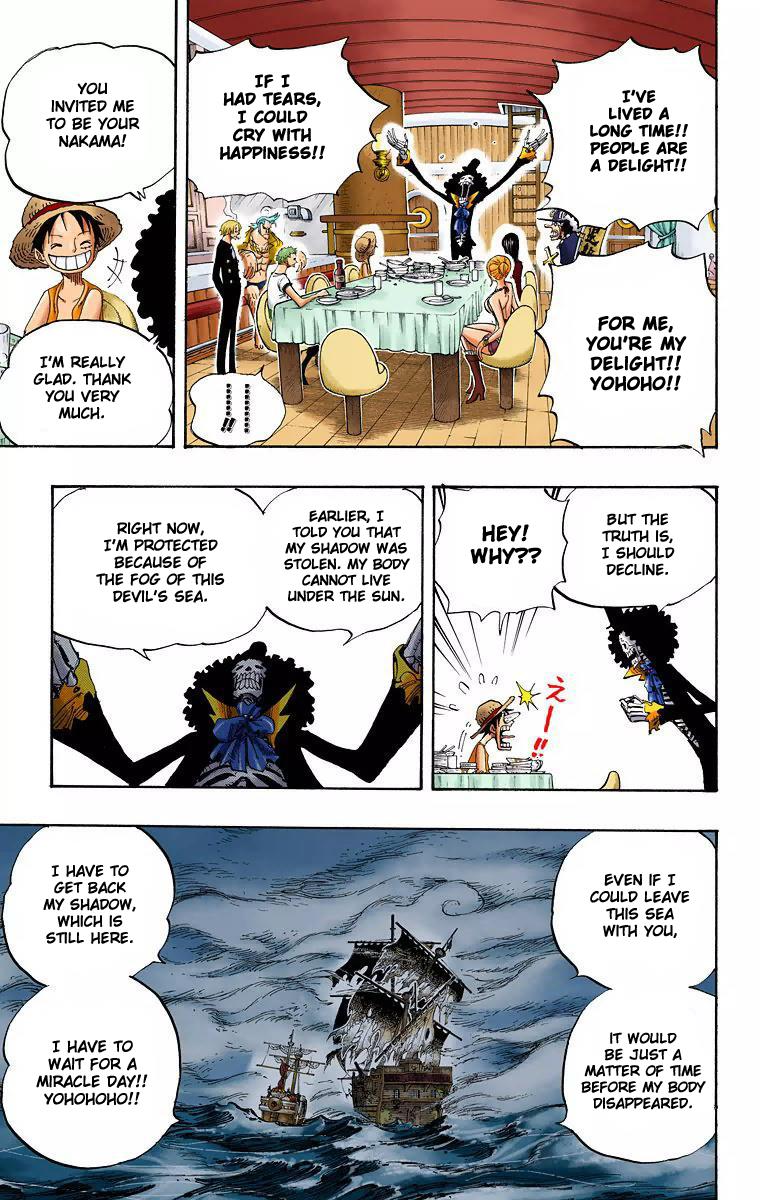 I'VE
LIVED A
LONG TIME!!
PEOPLE ARE
A DELIGHT!!
FOR ME,
YOU'RE MY
DELIGHT!!
YOHOHO!!
IF I
HAD TEARS,
I COULD
CRY WITH
HAPPINESS!!
!!
YOU
INVITED ME
TO BE YOUR
NAKAMA!
I'M REALLY
GLAD. THANK
YOU VERY
MUCH.
BUT THE
TRUTH IS,
I SHOULD
DECLINE.
HEY!
WHY??
えー!!
EARLIER, I
TOLD YOU THAT
MY SHADOW WAS
STOLEN. MY BODY
CANNOT LIVE
UNDER THE SUN.
RIGHT NOW,
I'M PROTECTED
BECAUSE OF
THE FOG OF THIS
DEVIL'S SEA.
EVEN IF I
COULD LEAVE
THIS SEA
WITH YOU,
IT WOULD
BE JUST A
MATTER OF TIME
BEFORE MY BODY
DISAPPEARED.
I HAVE TO
GET BACK
MY SHADOW,
WHICH IS
STILL HERE.
I HAVE TO
WAIT FOR A
MIRACLE DAY!!
YOHOHOHO!!